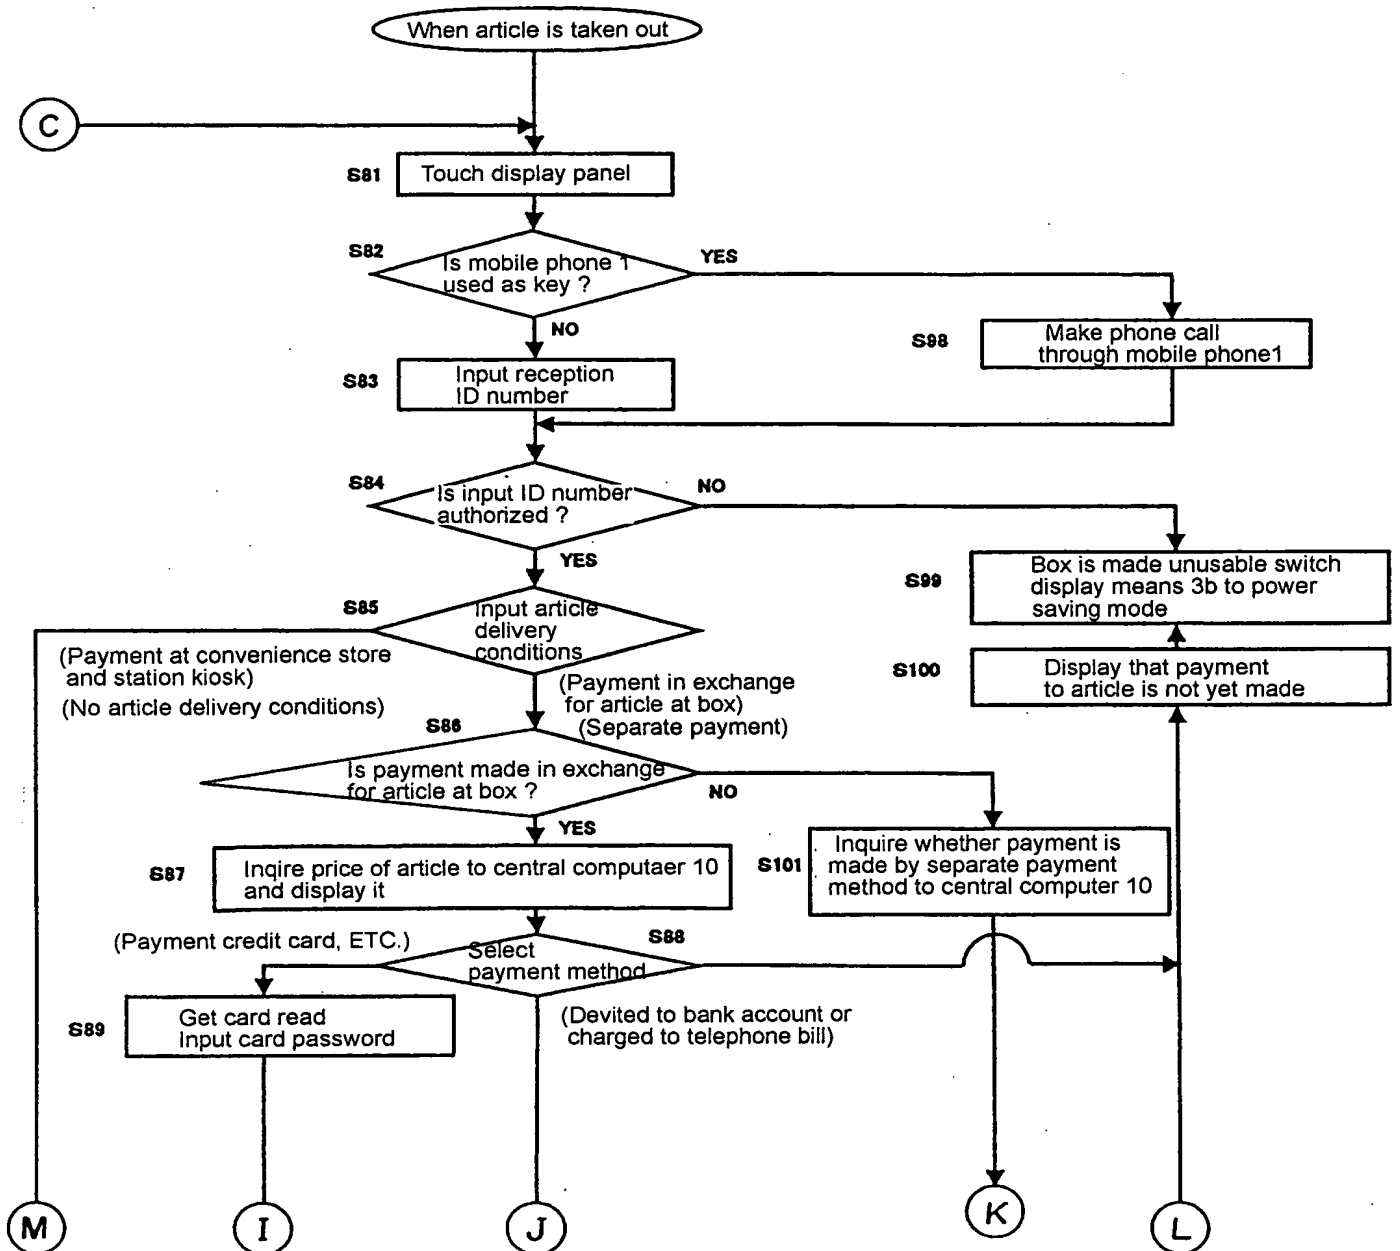 When article is taken out
C
S81
Touch display panel
S82
Is mobile phone 1
used as key ?
YES
NO
S98
Make phone call
through mobile phone1
S83
Input reception
ID number
S84
Is input ID number
authorized ?
NO
YES
S99
Box is made unusable switch
display means 3b to power
saving mode
S85
Input article
delivery
conditions
(Payment at convenience store
and station kiosk)
(No article delivery conditions)
(Payment in exchange
for article at box)
(Separate payment)
S100
Display that payment
to article is not yet made
S86
Is payment made in exchange
for article at box ?
NO
YES
S87
Inqire price of article to central computaer 10
and display it
S101
Inquire whether payment is
made by separate payment
method to central computer 10
(Payment credit card, ETC.)
S88
Select
payment method
S89
Get card read
Input card password
(Devited to bank account or
charged to telephone bill)
M
I
J
K
L